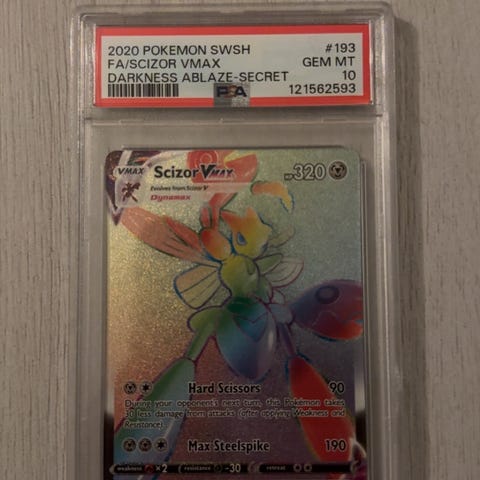 2020 POKEMON SWSH #193
FA/SCIZOR VMAX GEM MT
DARKNESS ABLAZE-SECRET 10
PSA 121562593
VMAX Scizor VMAX HP 320
Evolves from Scizor V
Dynamax
Hard Scissors 90
During your opponent's next turn, this Pokémon takes
30 less damage from attacks (after applying Weakness and
Resistance).
Max Steelspike 190
weakness ×2 resistance -30 retreat